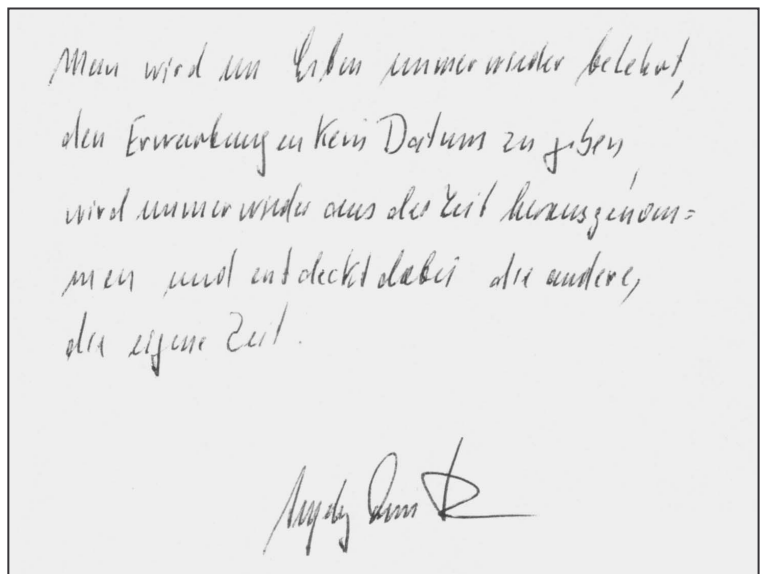 Man wird im Leben immer wieder belehrt,
den Erwartungen kein Datum zu geben,
wird immer wieder aus der Zeit herausgenom=
men und entdeckt dabei die andere,
die eigene Zeit.